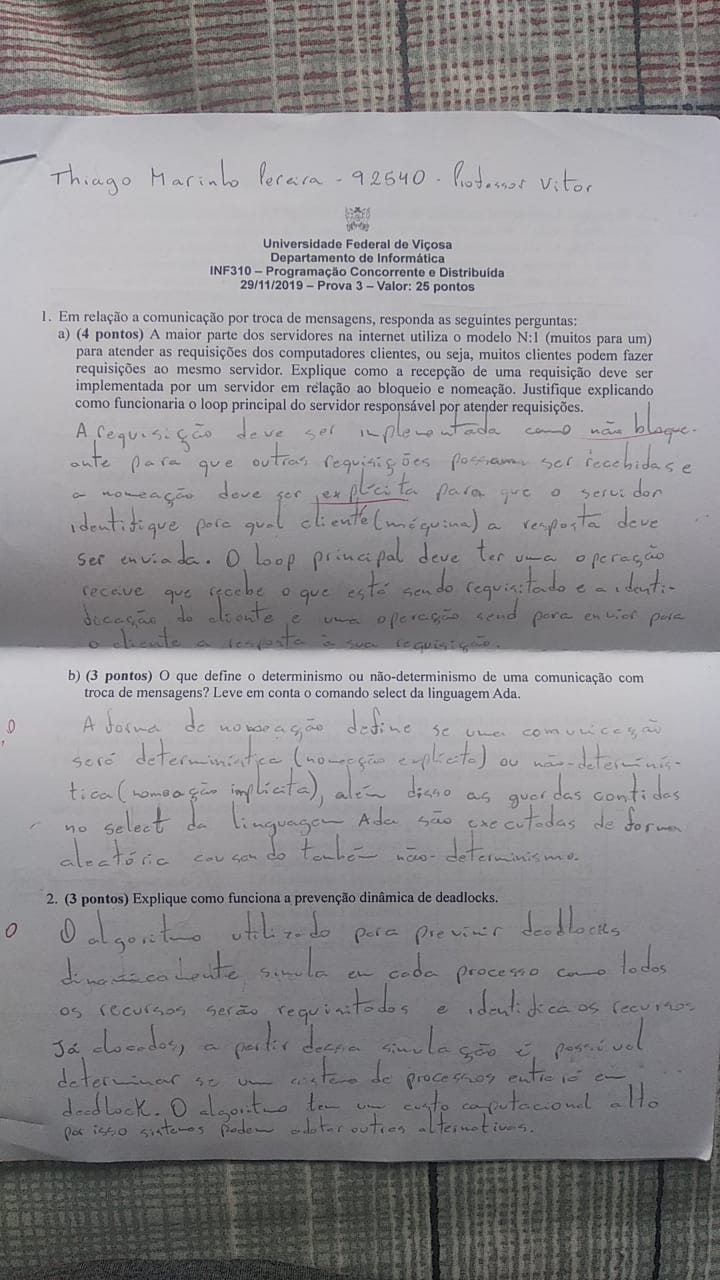 Thiago Marinho Pereira - 92540 - Professor Vitor
Universidade Federal de Viçosa
Departamento de Informática
INF310 – Programação Concorrente e Distribuída
29/11/2019 – Prova 3 – Valor: 25 pontos
1. Em relação a comunicação por troca de mensagens, responda as seguintes perguntas:
a) (4 pontos) A maior parte dos servidores na internet utiliza o modelo N:1 (muitos para um)
para atender as requisições dos computadores clientes, ou seja, muitos clientes podem fazer
requisições ao mesmo servidor. Explique como a recepção de uma requisição deve ser
implementada por um servidor em relação ao bloqueio e nomeação. Justifique explicando
como funcionaria o loop principal do servidor responsável por atender requisições.
A requisição deve ser implementada como não bloque-
ante para que outras requisições possam ser recebidas e
a nomeação deve ser explícita para que o servidor
identifique para qual cliente (máquina) a resposta deve
ser enviada. O loop principal deve ter uma operação
receive que recebe o que está sendo requisitado e a identi-
ficação do cliente e uma operação send para enviar para
o cliente a resposta à sua requisição.
b) (3 pontos) O que define o determinismo ou não-determinismo de uma comunicação com
troca de mensagens? Leve em conta o comando select da linguagem Ada.
0
A forma de nomeação define se uma comunicação
será determinística (nomeação explícita) ou não-determinís-
tica (nomeação implícita), além disso as guardas contidas
no select da linguagem Ada são executadas de forma
aleatória causando também não-determinismo.
2. (3 pontos) Explique como funciona a prevenção dinâmica de deadlocks.
0
O algoritmo utilizado para previnir deadlocks
dinamicamente, simula em cada processo como todos
os recursos serão requisitados e identifica os recursos
já alocados, a partir dessa simulação é possível
determinar se um sistema de processos entrará em
deadlock. O algoritmo tem um custo computacional alto
por isso sistemas podem adotar outras alternativas.